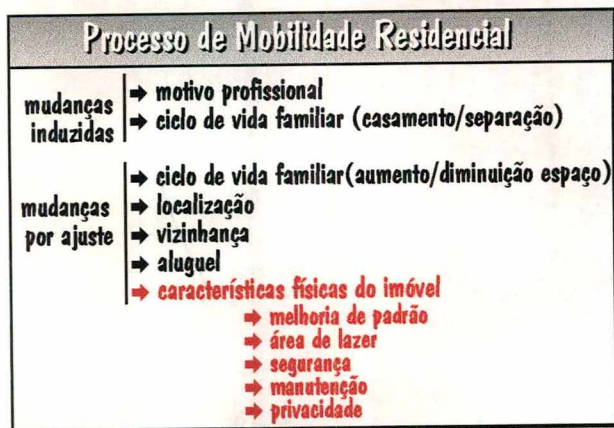 Processo de Mobilidade Residencial
mudanças induzidas
→ motivo profissional
→ ciclo de vida familiar (casamento/separação)
mudanças por ajuste
→ ciclo de vida familiar(aumento/diminuição espaço)
→ localização
→ vizinhança
→ aluguel
→ características físicas do imóvel
→ melhoria de padrão
→ área de lazer
→ segurança
→ manutenção
→ privacidade